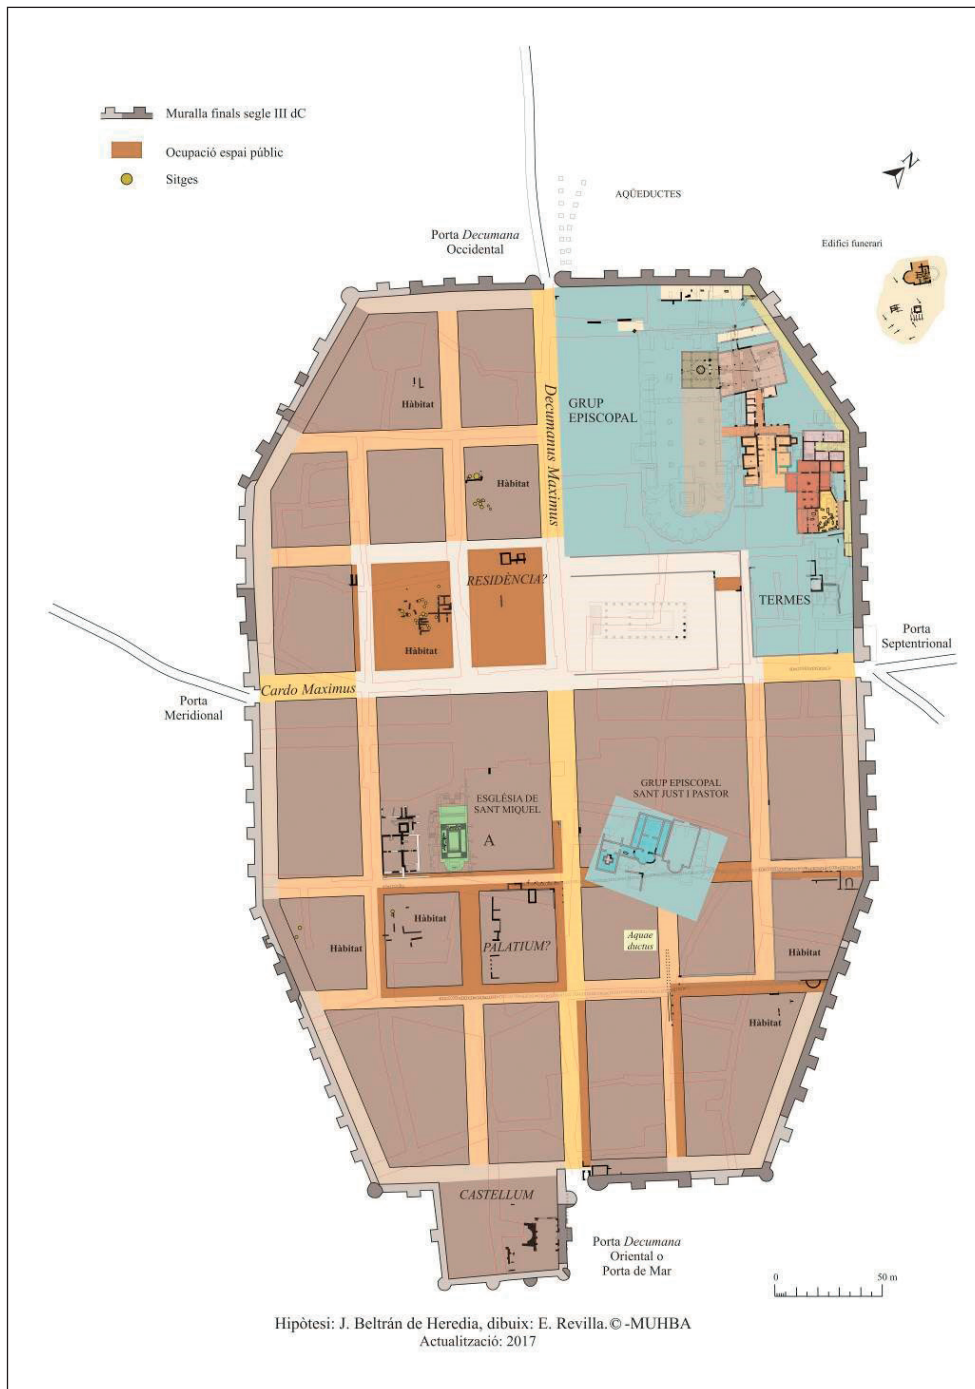 Muralla finals segle III dC
Ocupació espai públic
Sitges
N
AQÜEDUCTES
Porta Decumana
Occidental
Edifici funerari
Hàbitat
Decumanus Maximus
GRUP
EPISCOPAL
Hàbitat
RESIDÈNCIA?
Hàbitat
TERMES
Porta
Septentrional
Cardo Maximus
Porta
Meridional
ESGLÉSIA DE
SANT MIQUEL
A
GRUP EPISCOPAL
SANT JUST I PASTOR
Hàbitat
Hàbitat
PALATIUM?
Aquae
ductus
Hàbitat
Hàbitat
CASTELLUM
Porta Decumana
Oriental o
Porta de Mar
0 50 m
Hipòtesi: J. Beltrán de Heredia, dibuix: E. Revilla.© -MUHBA
Actualització: 2017